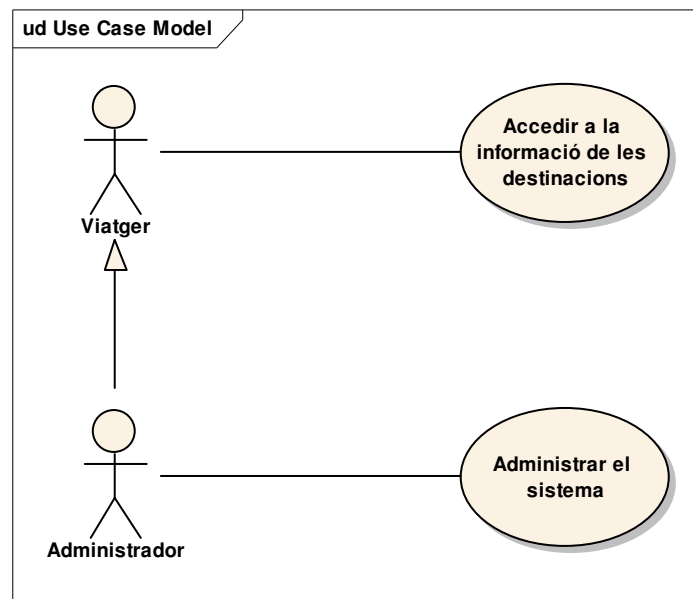 ud Use Case Model
Accedir a la
informació de les
destinacions
Viatger
Administrar el
sistema
Administrador